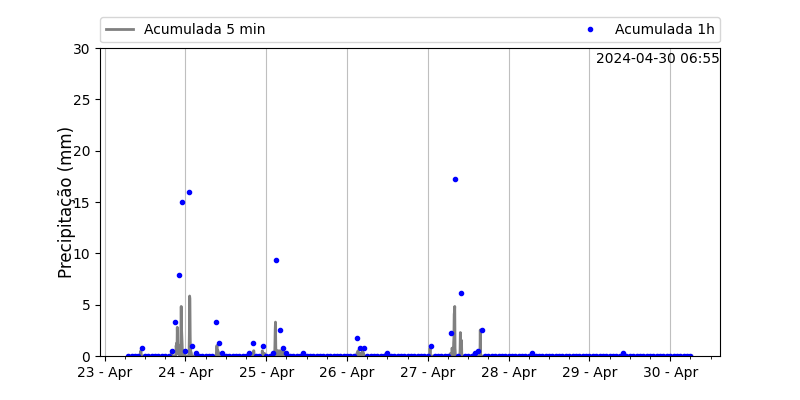 Acumulada 5 min
Acumulada 1h
2024-04-30 06:55
Precipitação (mm)
30
25
20
15
10
5
0
23 - Apr
24 - Apr
25 - Apr
26 - Apr
27 - Apr
28 - Apr
29 - Apr
30 - Apr